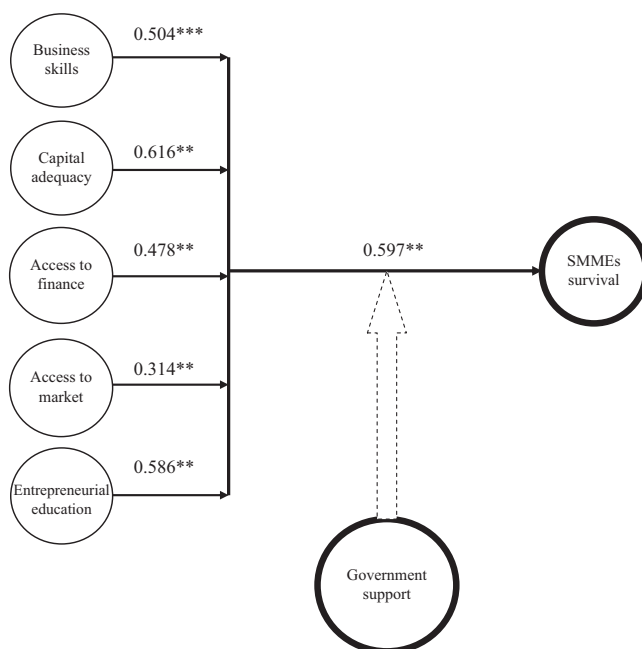 0.504***
Business
skills
0.616**
Capital
adequacy
0.478**
Access to
finance
0.597**
SMMEs
survival
0.314**
Access to
market
0.586**
Entrepreneurial
education
Government
support